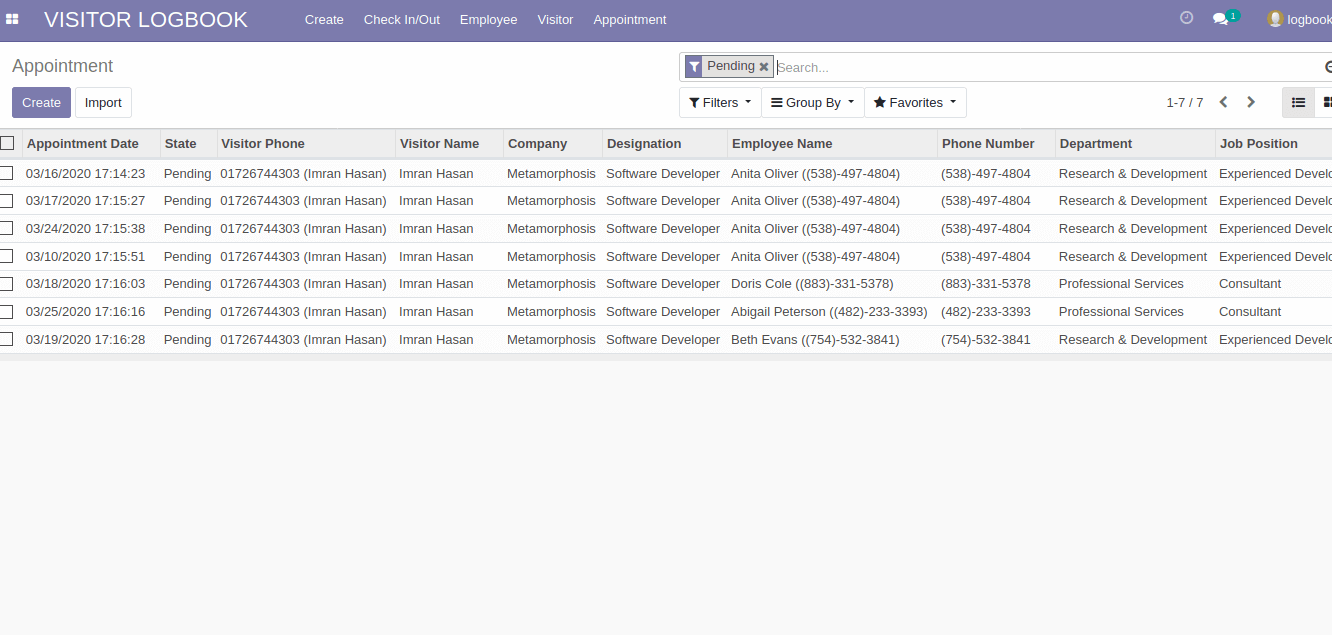 VISITOR LOGBOOK Create Check In/Out Employee Visitor Appointment 1 logbook
Appointment Pending Search...
Create Import Filters Group By Favorites 1-7 / 7
Appointment Date State Visitor Phone Visitor Name Company Designation Employee Name Phone Number Department Job Position
03/16/2020 17:14:23 Pending 01726744303 (Imran Hasan) Imran Hasan Metamorphosis Software Developer Anita Oliver ((538)-497-4804) (538)-497-4804 Research & Development Experienced Develo
03/17/2020 17:15:27 Pending 01726744303 (Imran Hasan) Imran Hasan Metamorphosis Software Developer Anita Oliver ((538)-497-4804) (538)-497-4804 Research & Development Experienced Develo
03/24/2020 17:15:38 Pending 01726744303 (Imran Hasan) Imran Hasan Metamorphosis Software Developer Anita Oliver ((538)-497-4804) (538)-497-4804 Research & Development Experienced Develo
03/10/2020 17:15:51 Pending 01726744303 (Imran Hasan) Imran Hasan Metamorphosis Software Developer Anita Oliver ((538)-497-4804) (538)-497-4804 Research & Development Experienced Develo
03/18/2020 17:16:03 Pending 01726744303 (Imran Hasan) Imran Hasan Metamorphosis Software Developer Doris Cole ((883)-331-5378) (883)-331-5378 Professional Services Consultant
03/25/2020 17:16:16 Pending 01726744303 (Imran Hasan) Imran Hasan Metamorphosis Software Developer Abigail Peterson ((482)-233-3393) (482)-233-3393 Professional Services Consultant
03/19/2020 17:16:28 Pending 01726744303 (Imran Hasan) Imran Hasan Metamorphosis Software Developer Beth Evans ((754)-532-3841) (754)-532-3841 Research & Development Experienced Develo